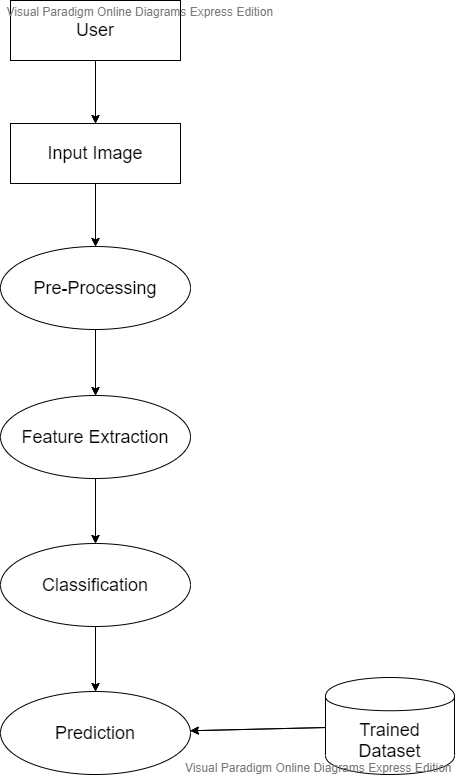 Visual Paradigm Online Diagrams Express Edition
User
Input Image
Pre-Processing
Feature Extraction
Classification
Prediction
Trained
Dataset
Visual Paradigm Online Diagrams Express Edition